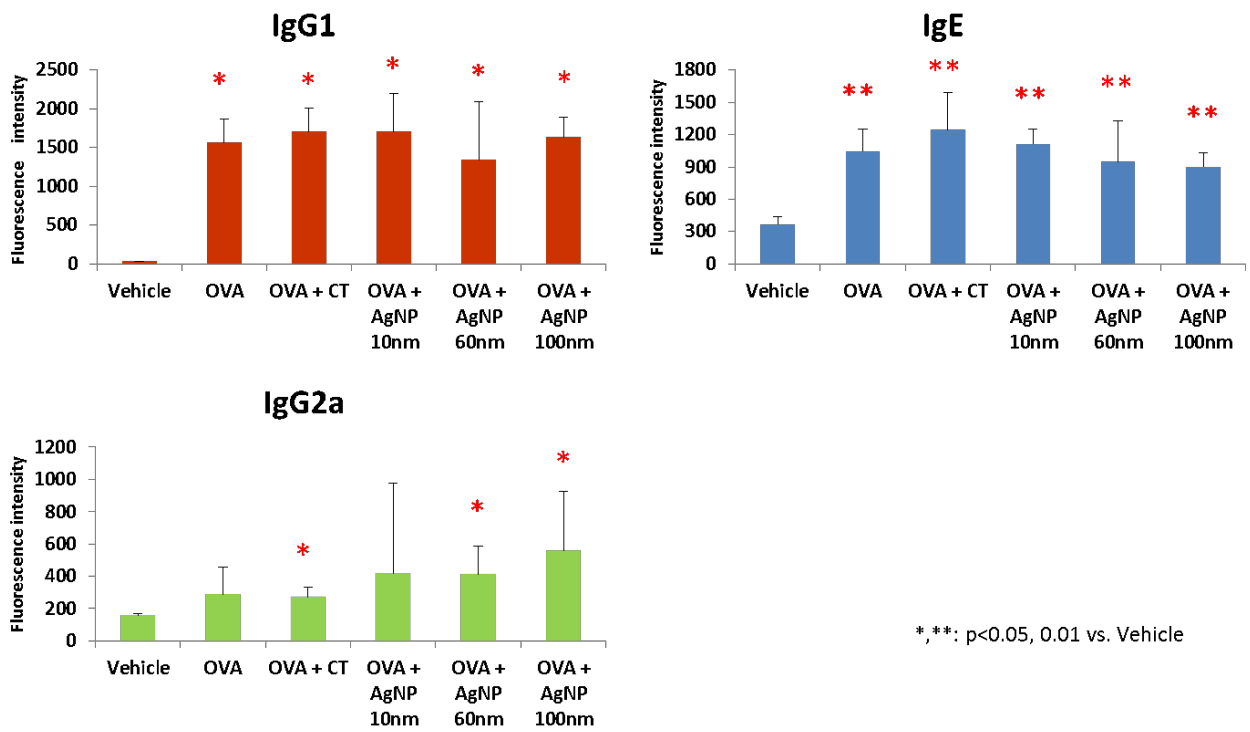 IgG1
Fluorescence intensity
2500
2000
1500
1000
500
0
* * * * *
Vehicle OVA OVA + CT OVA + OVA + OVA +
AgNP AgNP AgNP
10nm 60nm 100nm
IgE
Fluorescence intensity
1800
1500
1200
900
600
300
0
** ** ** ** **
Vehicle OVA OVA + CT OVA + OVA + OVA +
AgNP AgNP AgNP
10nm 60nm 100nm
IgG2a
Fluorescence intensity
1200
1000
800
600
400
200
0
* * *
Vehicle OVA OVA + CT OVA + OVA + OVA +
AgNP AgNP AgNP
10nm 60nm 100nm
*,**: p<0.05, 0.01 vs. Vehicle